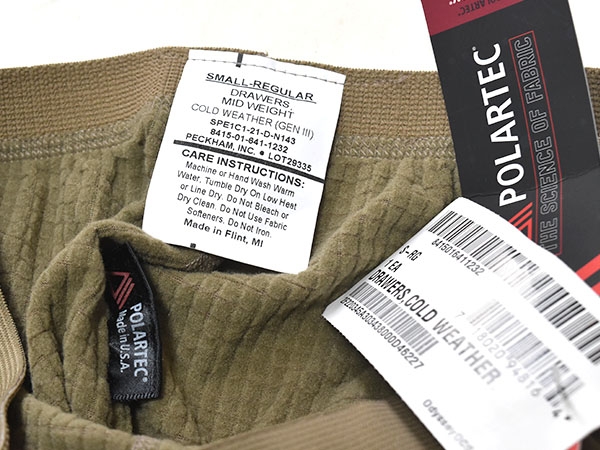 SMALL-REGULAR
DRAWERS
MID WEIGHT
COLD WEATHER (GEN III)
SPE1C1-21-D-N143
8415-01-641-1232
PECKHAM, INC. • LOT29335
CARE INSTRUCTIONS:
Machine or Hand Wash Warm
Water, Tumble Dry On Low Heat
or Line Dry. Do Not Bleach or
Dry Clean. Do Not Use Fabric
Softeners. Do Not Iron.
Made in Flint, MI
POLARTEC
Made in U.S.A.
POLARTEC
THE SCIENCE OF FABRIC
POLARTEC
8415016411232
S-RG
1 EA
DRAWERS,COLD WEATHER